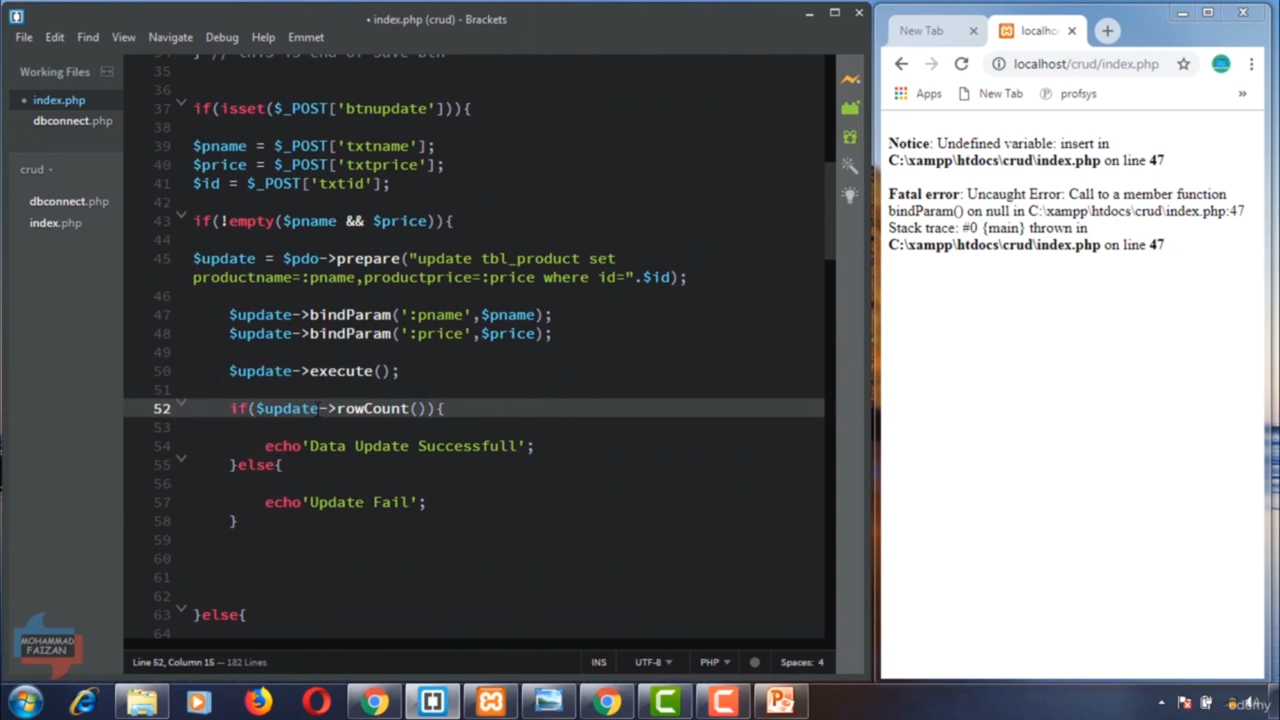 • index.php (crud) - Brackets
File Edit Find View Navigate Debug Help Emmet
Working Files
index.php
dbconnect.php
crud
dbconnect.php
index.php
35
36
37 if(isset($_POST['btnupdate'])){
38
39 $pname = $_POST['txtname'];
40 $price = $_POST['txtprice'];
41 $id = $_POST['txtid'];
42
43 if(!empty($pname && $price)){
44
45 $update = $pdo->prepare("update tbl_product set
productname=:pname,productprice=:price where id=".$id);
46
47 $update->bindParam(':pname',$pname);
48 $update->bindParam(':price',$price);
49
50 $update->execute();
51
52 if($update->rowCount()){
53
54 echo'Data Update Successfull';
55 }else{
56
57 echo'Update Fail';
58 }
59
60
61
62
63 }else{
64
Line 52, Column 15 — 182 Lines
INS UTF-8 PHP Spaces: 4
MOHAMMAD
FAIZAN
New Tab localho
localhost/crud/index.php
Apps New Tab profsys »
Notice: Undefined variable: insert in
C:\xampp\htdocs\crud\index.php on line 47
Fatal error: Uncaught Error: Call to a member function
bindParam() on null in C:\xampp\htdocs\crud\index.php:47
Stack trace: #0 {main} thrown in
C:\xampp\htdocs\crud\index.php on line 47
udemy